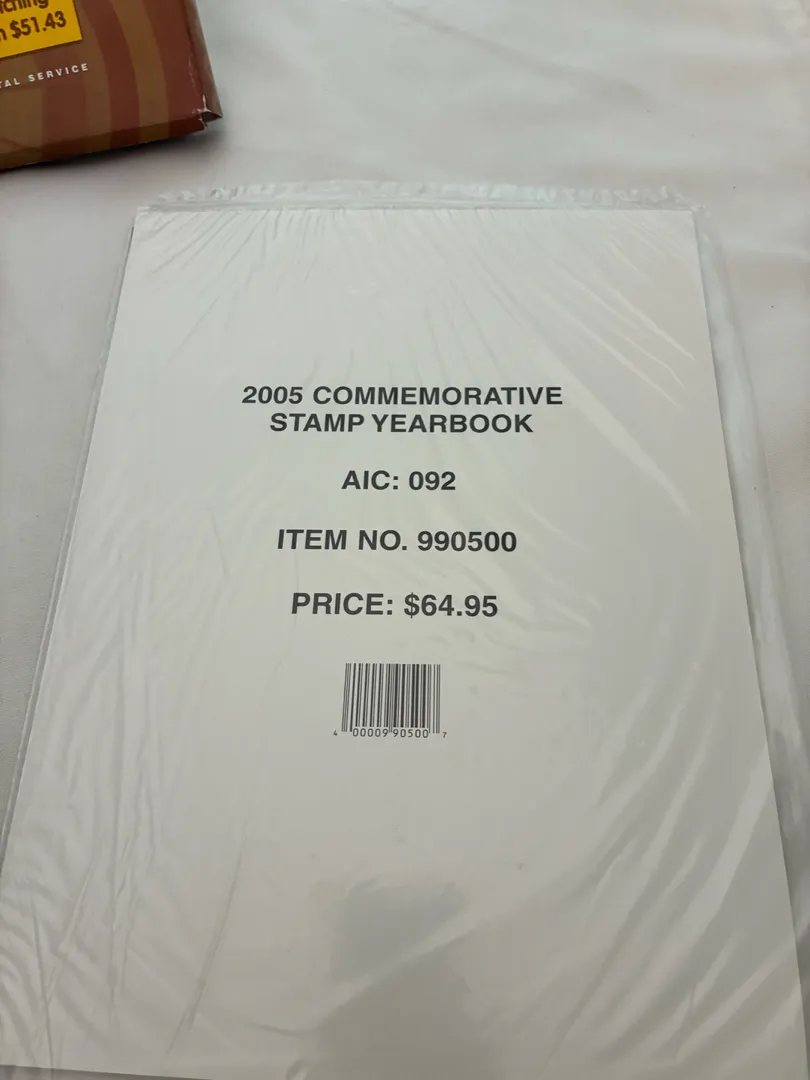 $51.43
SERVICE
2005 COMMEMORATIVE
STAMP YEARBOOK
AIC: 092
ITEM NO. 990500
PRICE: $64.95
4 00009 90500 7